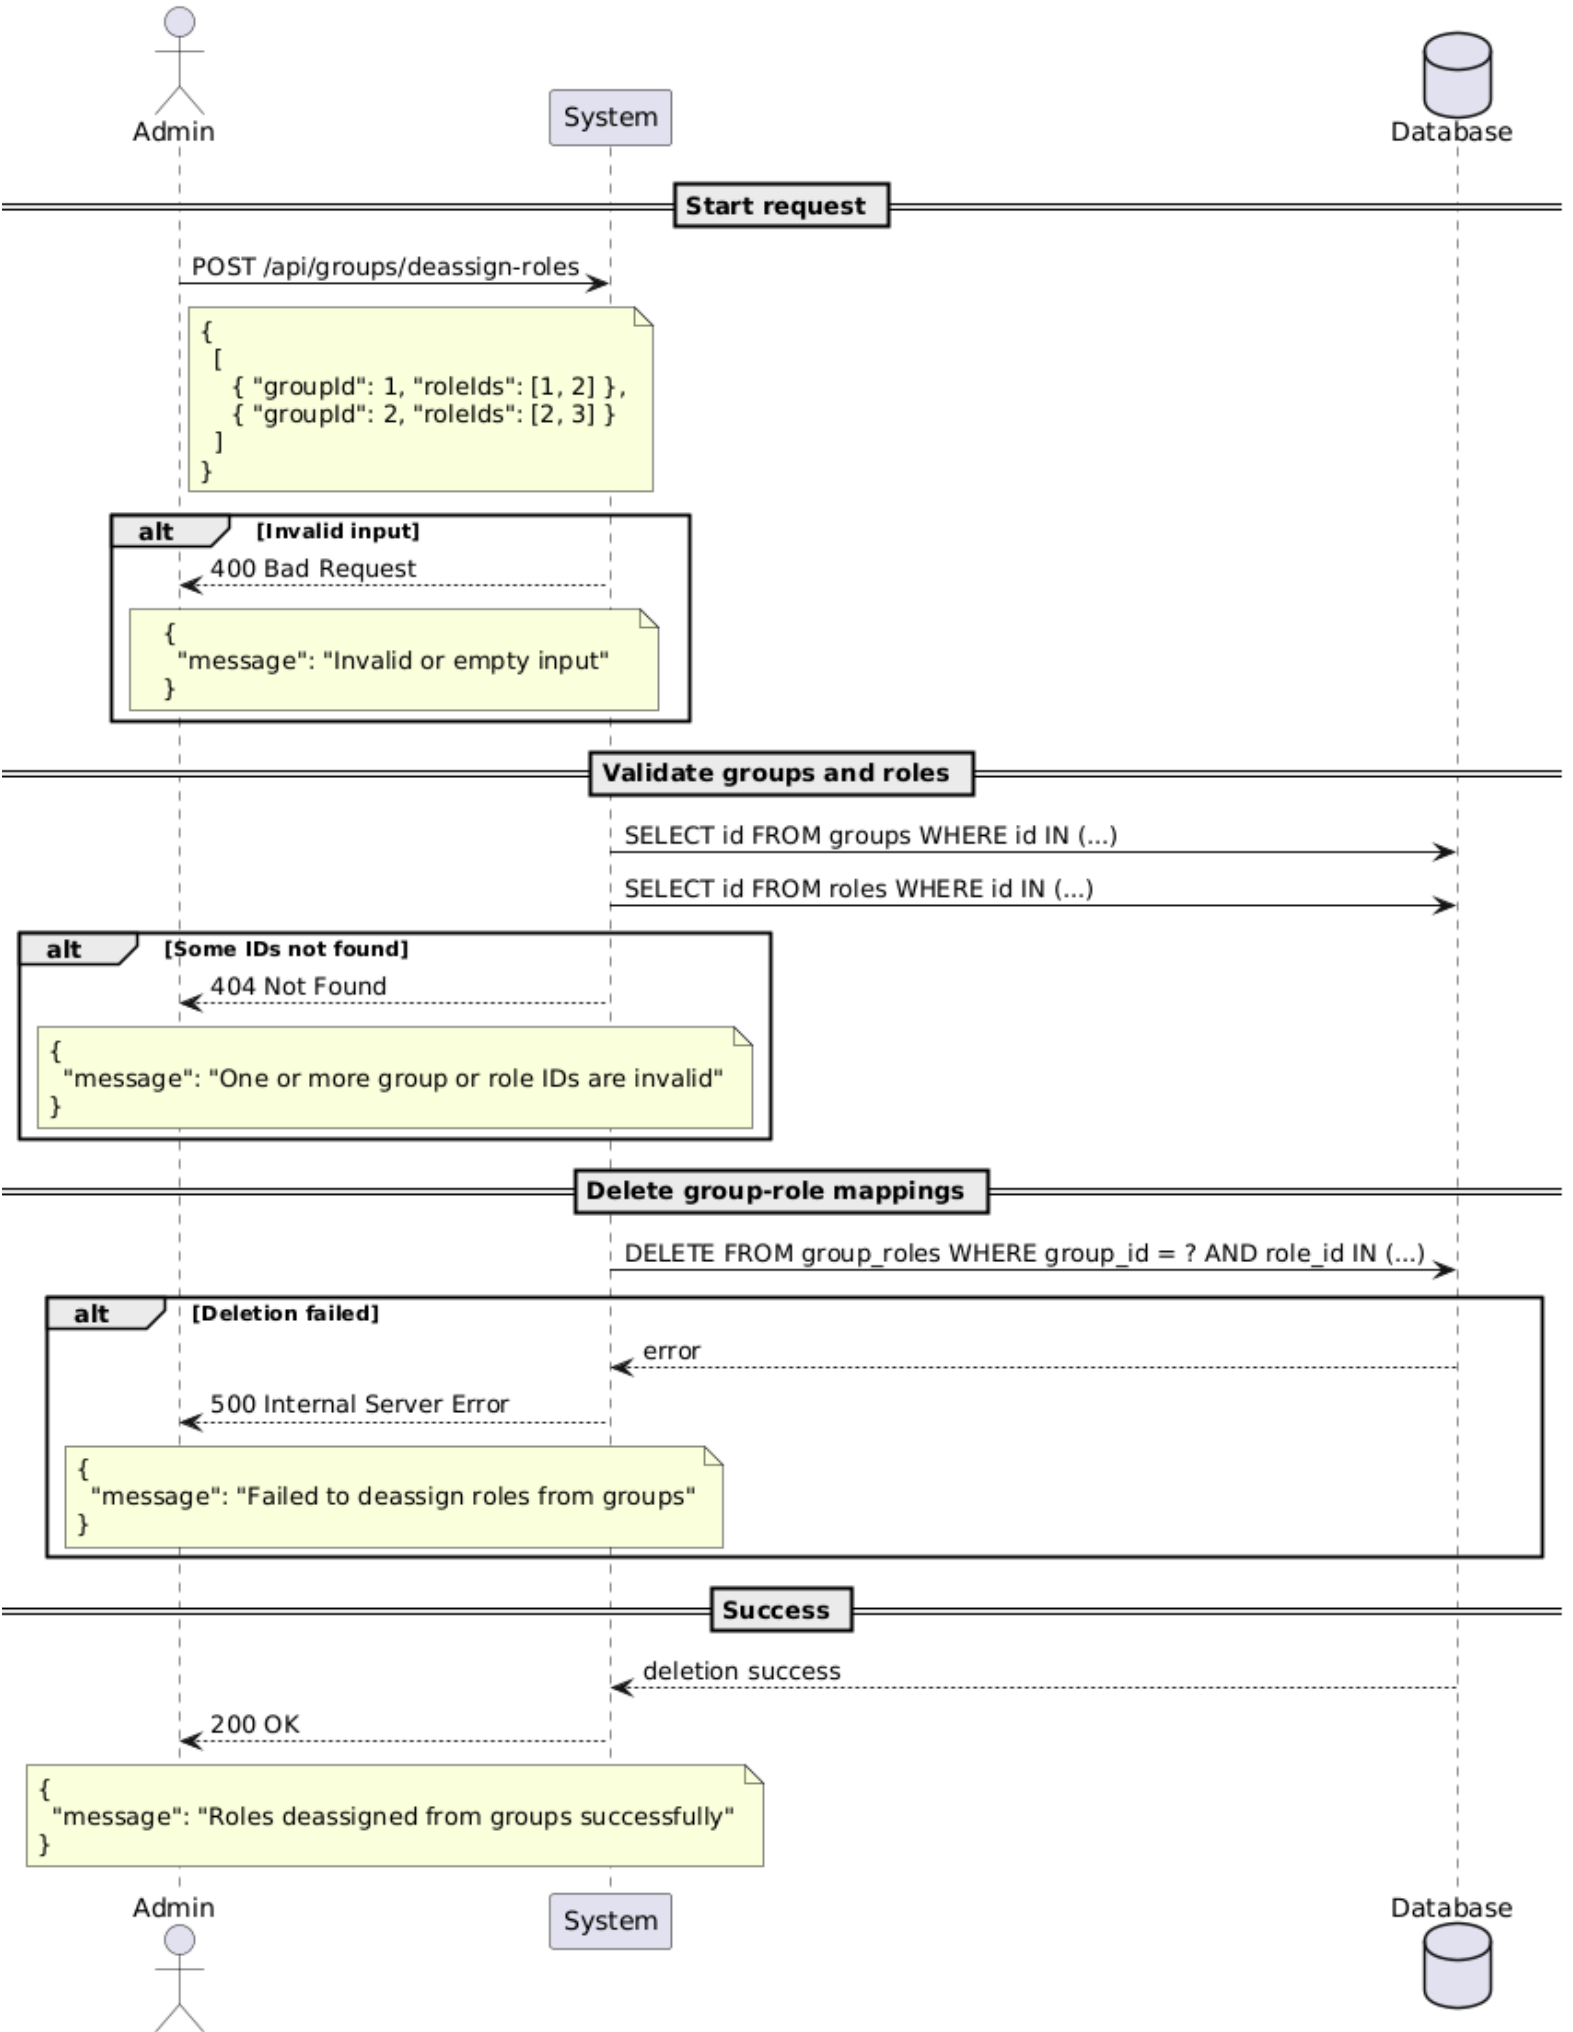 Admin
System
Database
Start request
POST /api/groups/deassign-roles
{
[
{ "groupId": 1, "roleIds": [1, 2] },
{ "groupId": 2, "roleIds": [2, 3] }
]
}
alt [Invalid input]
400 Bad Request
{
"message": "Invalid or empty input"
}
Validate groups and roles
SELECT id FROM groups WHERE id IN (...)
SELECT id FROM roles WHERE id IN (...)
alt [Some IDs not found]
404 Not Found
{
"message": "One or more group or role IDs are invalid"
}
Delete group-role mappings
DELETE FROM group_roles WHERE group_id = ? AND role_id IN (...)
alt [Deletion failed]
error
500 Internal Server Error
{
"message": "Failed to deassign roles from groups"
}
Success
deletion success
200 OK
{
"message": "Roles deassigned from groups successfully"
}
Admin
System
Database